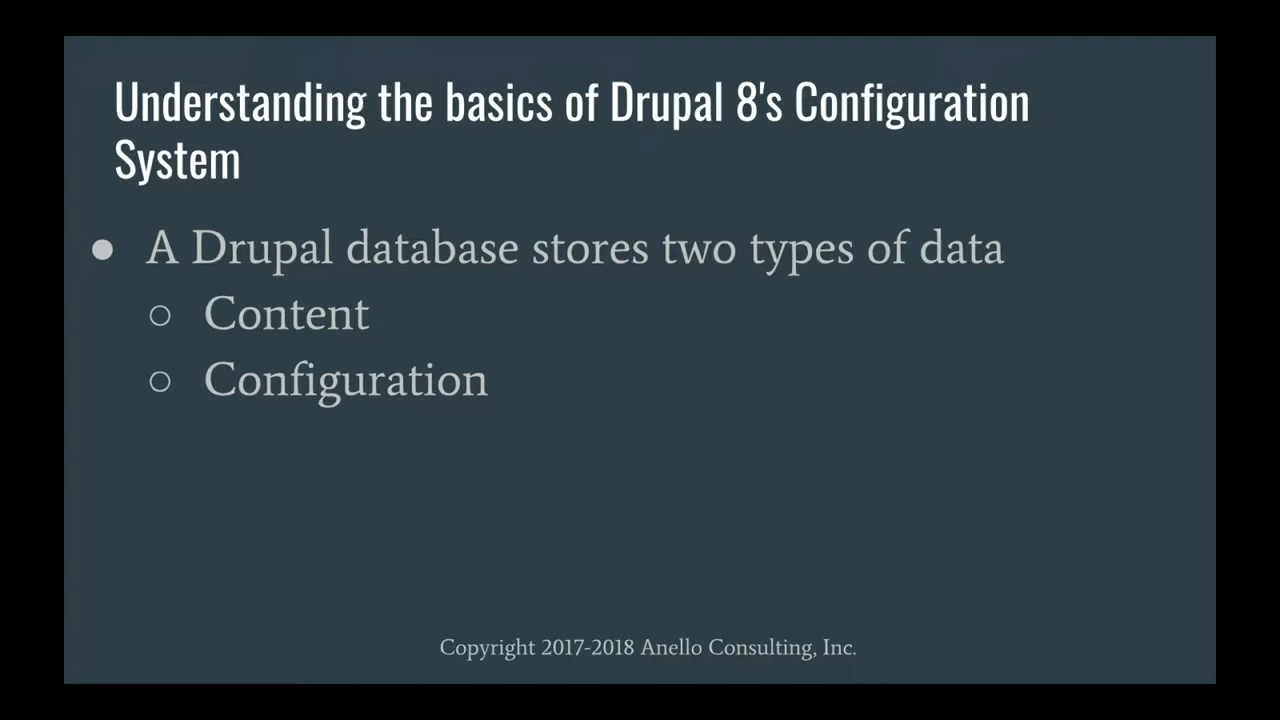 Understanding the basics of Drupal 8's Configuration
System
● A Drupal database stores two types of data
○ Content
○ Configuration
Copyright 2017-2018 Anello Consulting, Inc.